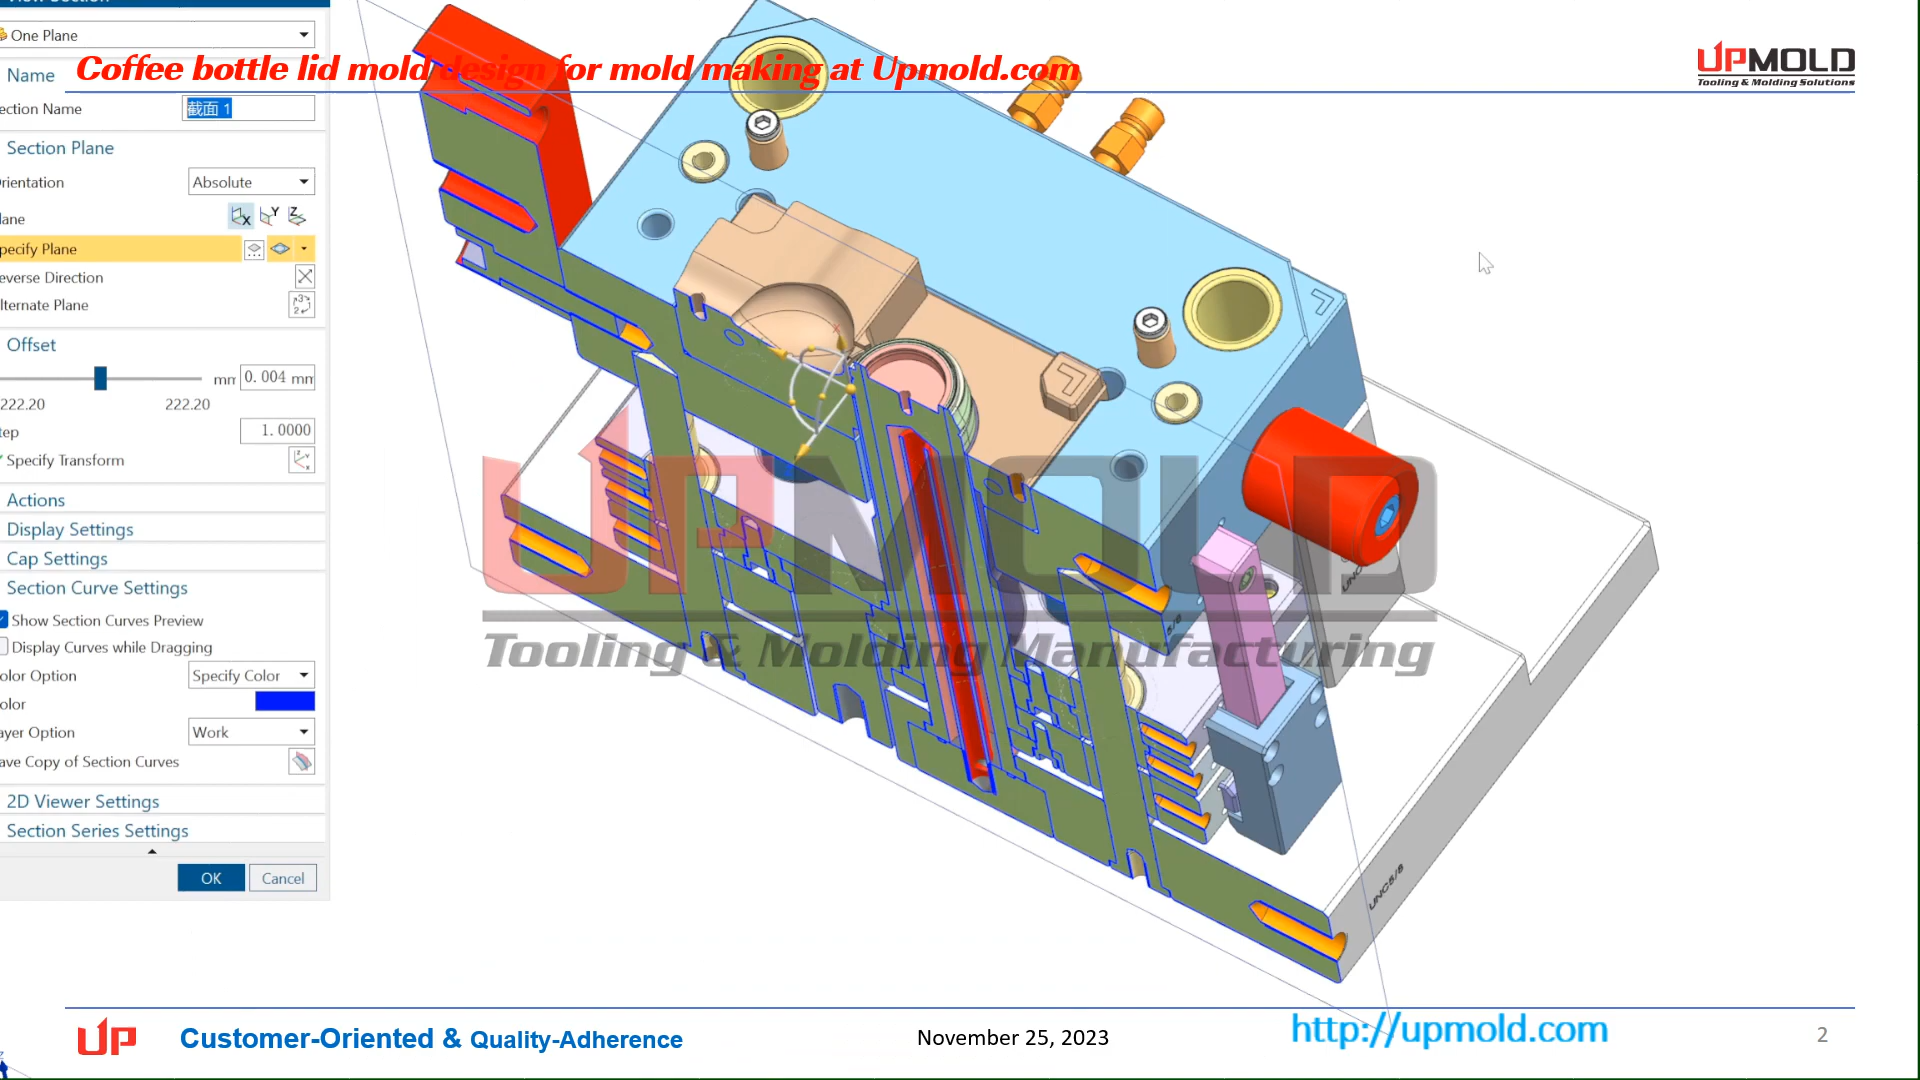 View Section
One Plane
Coffee bottle lid mold design for mold making at Upmold.com
UPMOLD
Tooling & Molding Solutions
Name
ection Name
截面 1
Section Plane
Orientation
Absolute
lane
X
Y
Z
pecify Plane
everse Direction
lternate Plane
Offset
mm
0.004 mm
222.20
222.20
tep
1.0000
Specify Transform
Actions
Display Settings
Cap Settings
Section Curve Settings
Show Section Curves Preview
Display Curves while Dragging
olor Option
Specify Color
olor
ayer Option
Work
ave Copy of Section Curves
2D Viewer Settings
Section Series Settings
OK
Cancel
UPMOLD
Tooling & Molding Manufacturing
UNC5/8
UP
Customer-Oriented & Quality-Adherence
November 25, 2023
http://upmold.com
2